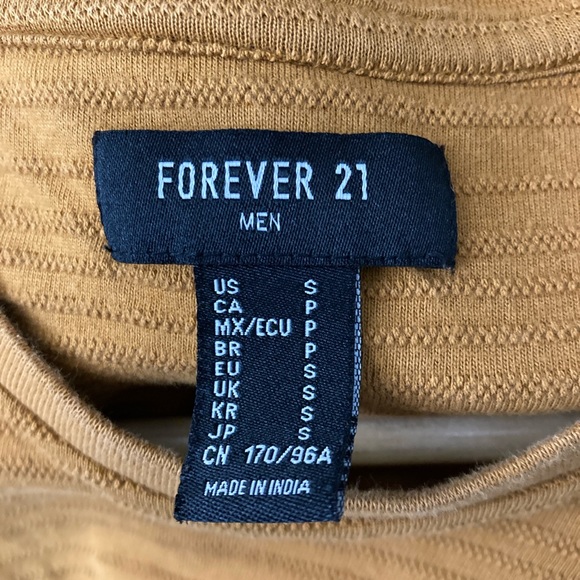 FOREVER 21
MEN
US S
CA P
MX/ECU P
BR P
EU S
UK S
KR S
JP S
CN 170/96A
MADE IN INDIA